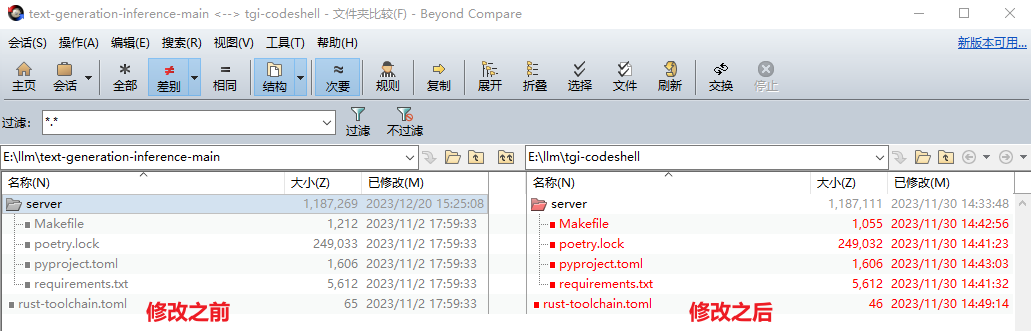 text-generation-inference-main <--> tgi-codeshell - 文件夹比较(F) - Beyond Compare
会话(S) 操作(A) 编辑(E) 搜索(R) 视图(V) 工具(T) 帮助(H) 新版本可用...
主页 会话 全部 差别 相同 结构 次要 规则 复制 展开 折叠 选择 文件 刷新 交换 停止
过滤: *.* 过滤 不过滤
E:\llm\text-generation-inference-main E:\llm\tgi-codeshell
名称(N) 大小(Z) 已修改(M) 名称(N) 大小(Z) 已修改(M)
server 1,187,269 2023/12/20 15:25:08 server 1,187,111 2023/11/30 14:33:48
Makefile 1,212 2023/11/2 17:59:33 Makefile 1,055 2023/11/30 14:42:56
poetry.lock 249,033 2023/11/2 17:59:33 poetry.lock 249,032 2023/11/30 14:41:23
pyproject.toml 1,606 2023/11/2 17:59:33 pyproject.toml 1,606 2023/11/30 14:43:03
requirements.txt 5,612 2023/11/2 17:59:33 requirements.txt 5,612 2023/11/30 14:41:32
rust-toolchain.toml 65 2023/11/2 17:59:33 rust-toolchain.toml 46 2023/11/30 14:49:14
修改之前 修改之后